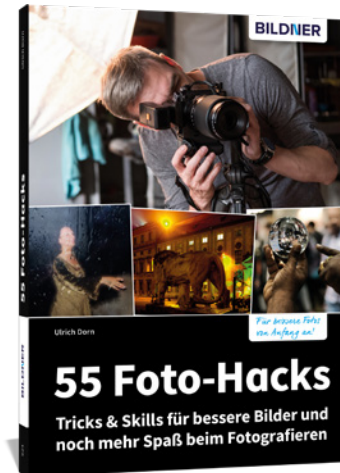 BILDNER
Für bessere Fotos
von Anfang an!
Ulrich Dorn
55 Foto-Hacks
Tricks & Skills für bessere Bilder und
noch mehr Spaß beim Fotografieren
55 Foto-Hacks
BILDNER